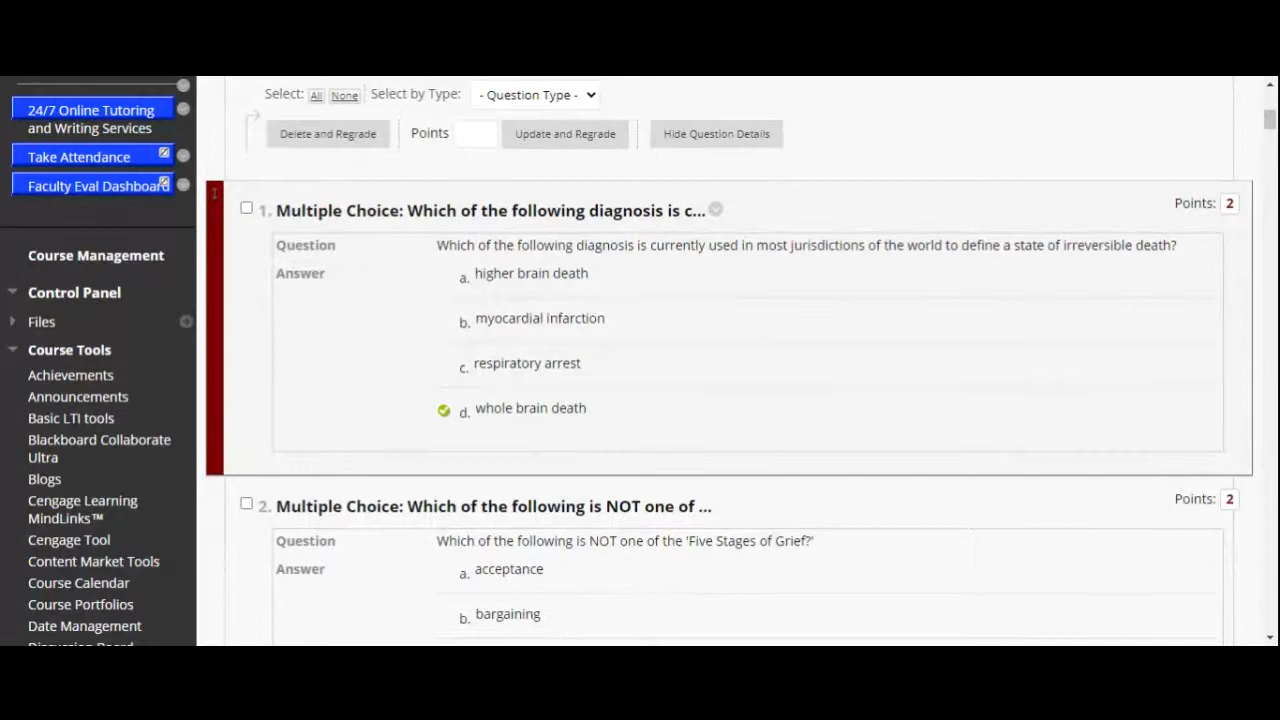 24/7 Online Tutoring
and Writing Services
Take Attendance
Faculty Eval Dashboard
Course Management
Control Panel
Files
Course Tools
Achievements
Announcements
Basic LTI tools
Blackboard Collaborate
Ultra
Blogs
Cengage Learning
MindLinks™
Cengage Tool
Content Market Tools
Course Calendar
Course Portfolios
Date Management
Discussion Board
Select: All None Select by Type: - Question Type -
Delete and Regrade Points Update and Regrade Hide Question Details
1. Multiple Choice: Which of the following diagnosis is c... Points: 2
Question Which of the following diagnosis is currently used in most jurisdictions of the world to define a state of irreversible death?
Answer a. higher brain death
b. myocardial infarction
c. respiratory arrest
d. whole brain death
2. Multiple Choice: Which of the following is NOT one of ... Points: 2
Question Which of the following is NOT one of the 'Five Stages of Grief?'
Answer a. acceptance
b. bargaining